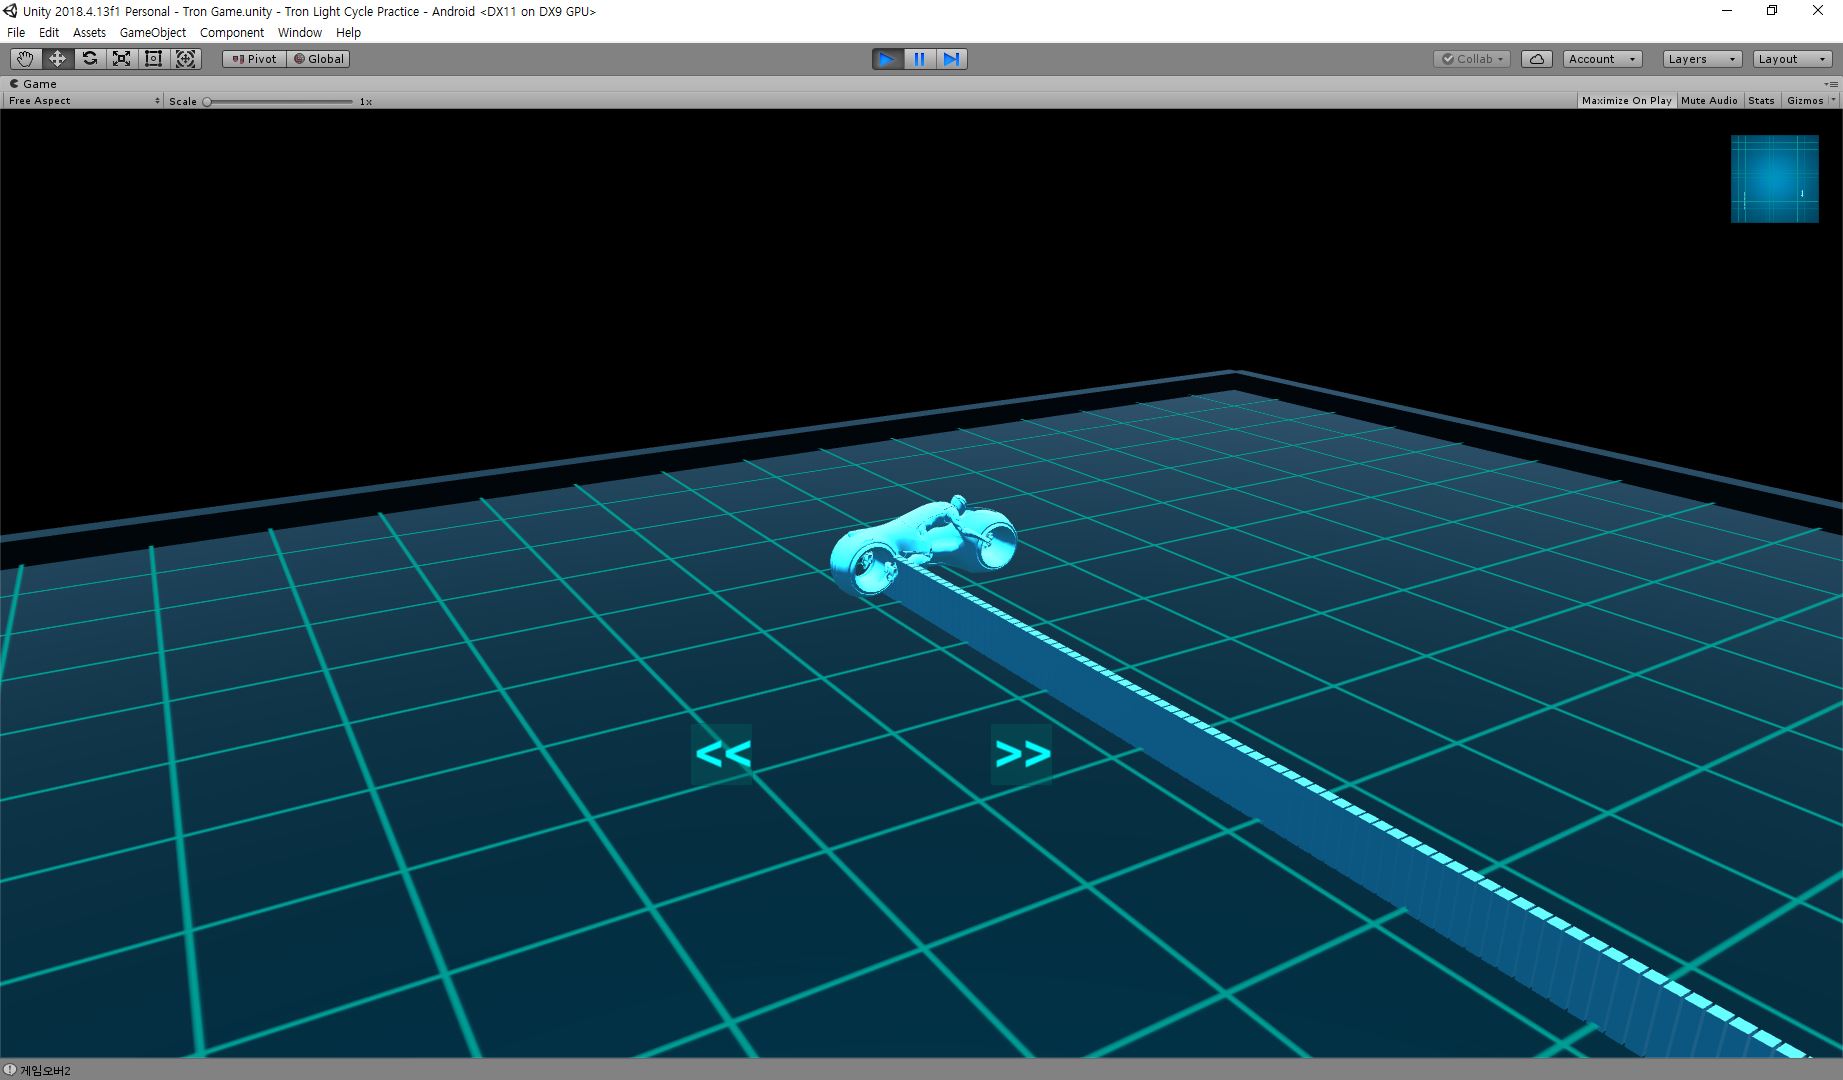 Unity 2018.4.13f1 Personal - Tron Game.unity - Tron Light Cycle Practice - Android <DX11 on DX9 GPU>
File Edit Assets GameObject Component Window Help
Pivot Global Collab Account Layers Layout
Game
Free Aspect Scale 1x Maximize On Play Mute Audio Stats Gizmos
<< >>
게임오버2